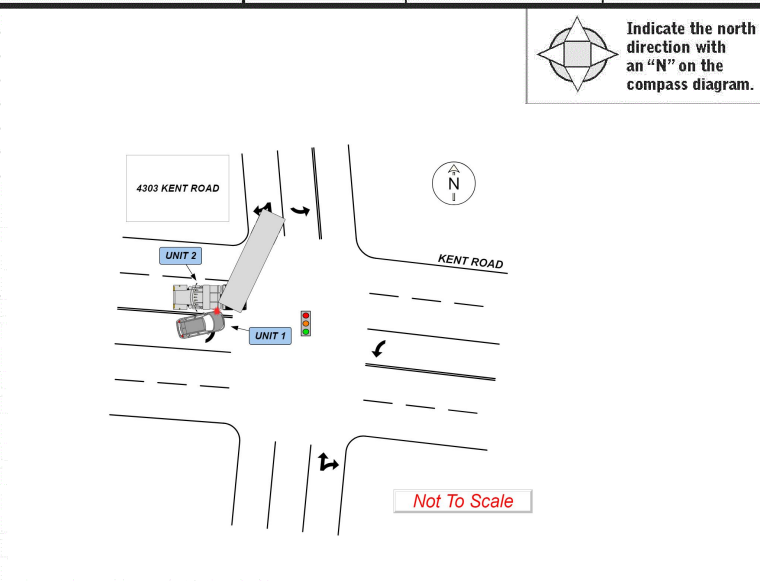 Indicate the north
direction with
an “N” on the
compass diagram.
4303 KENT ROAD
N
KENT ROAD
UNIT 2
UNIT 1
Not To Scale